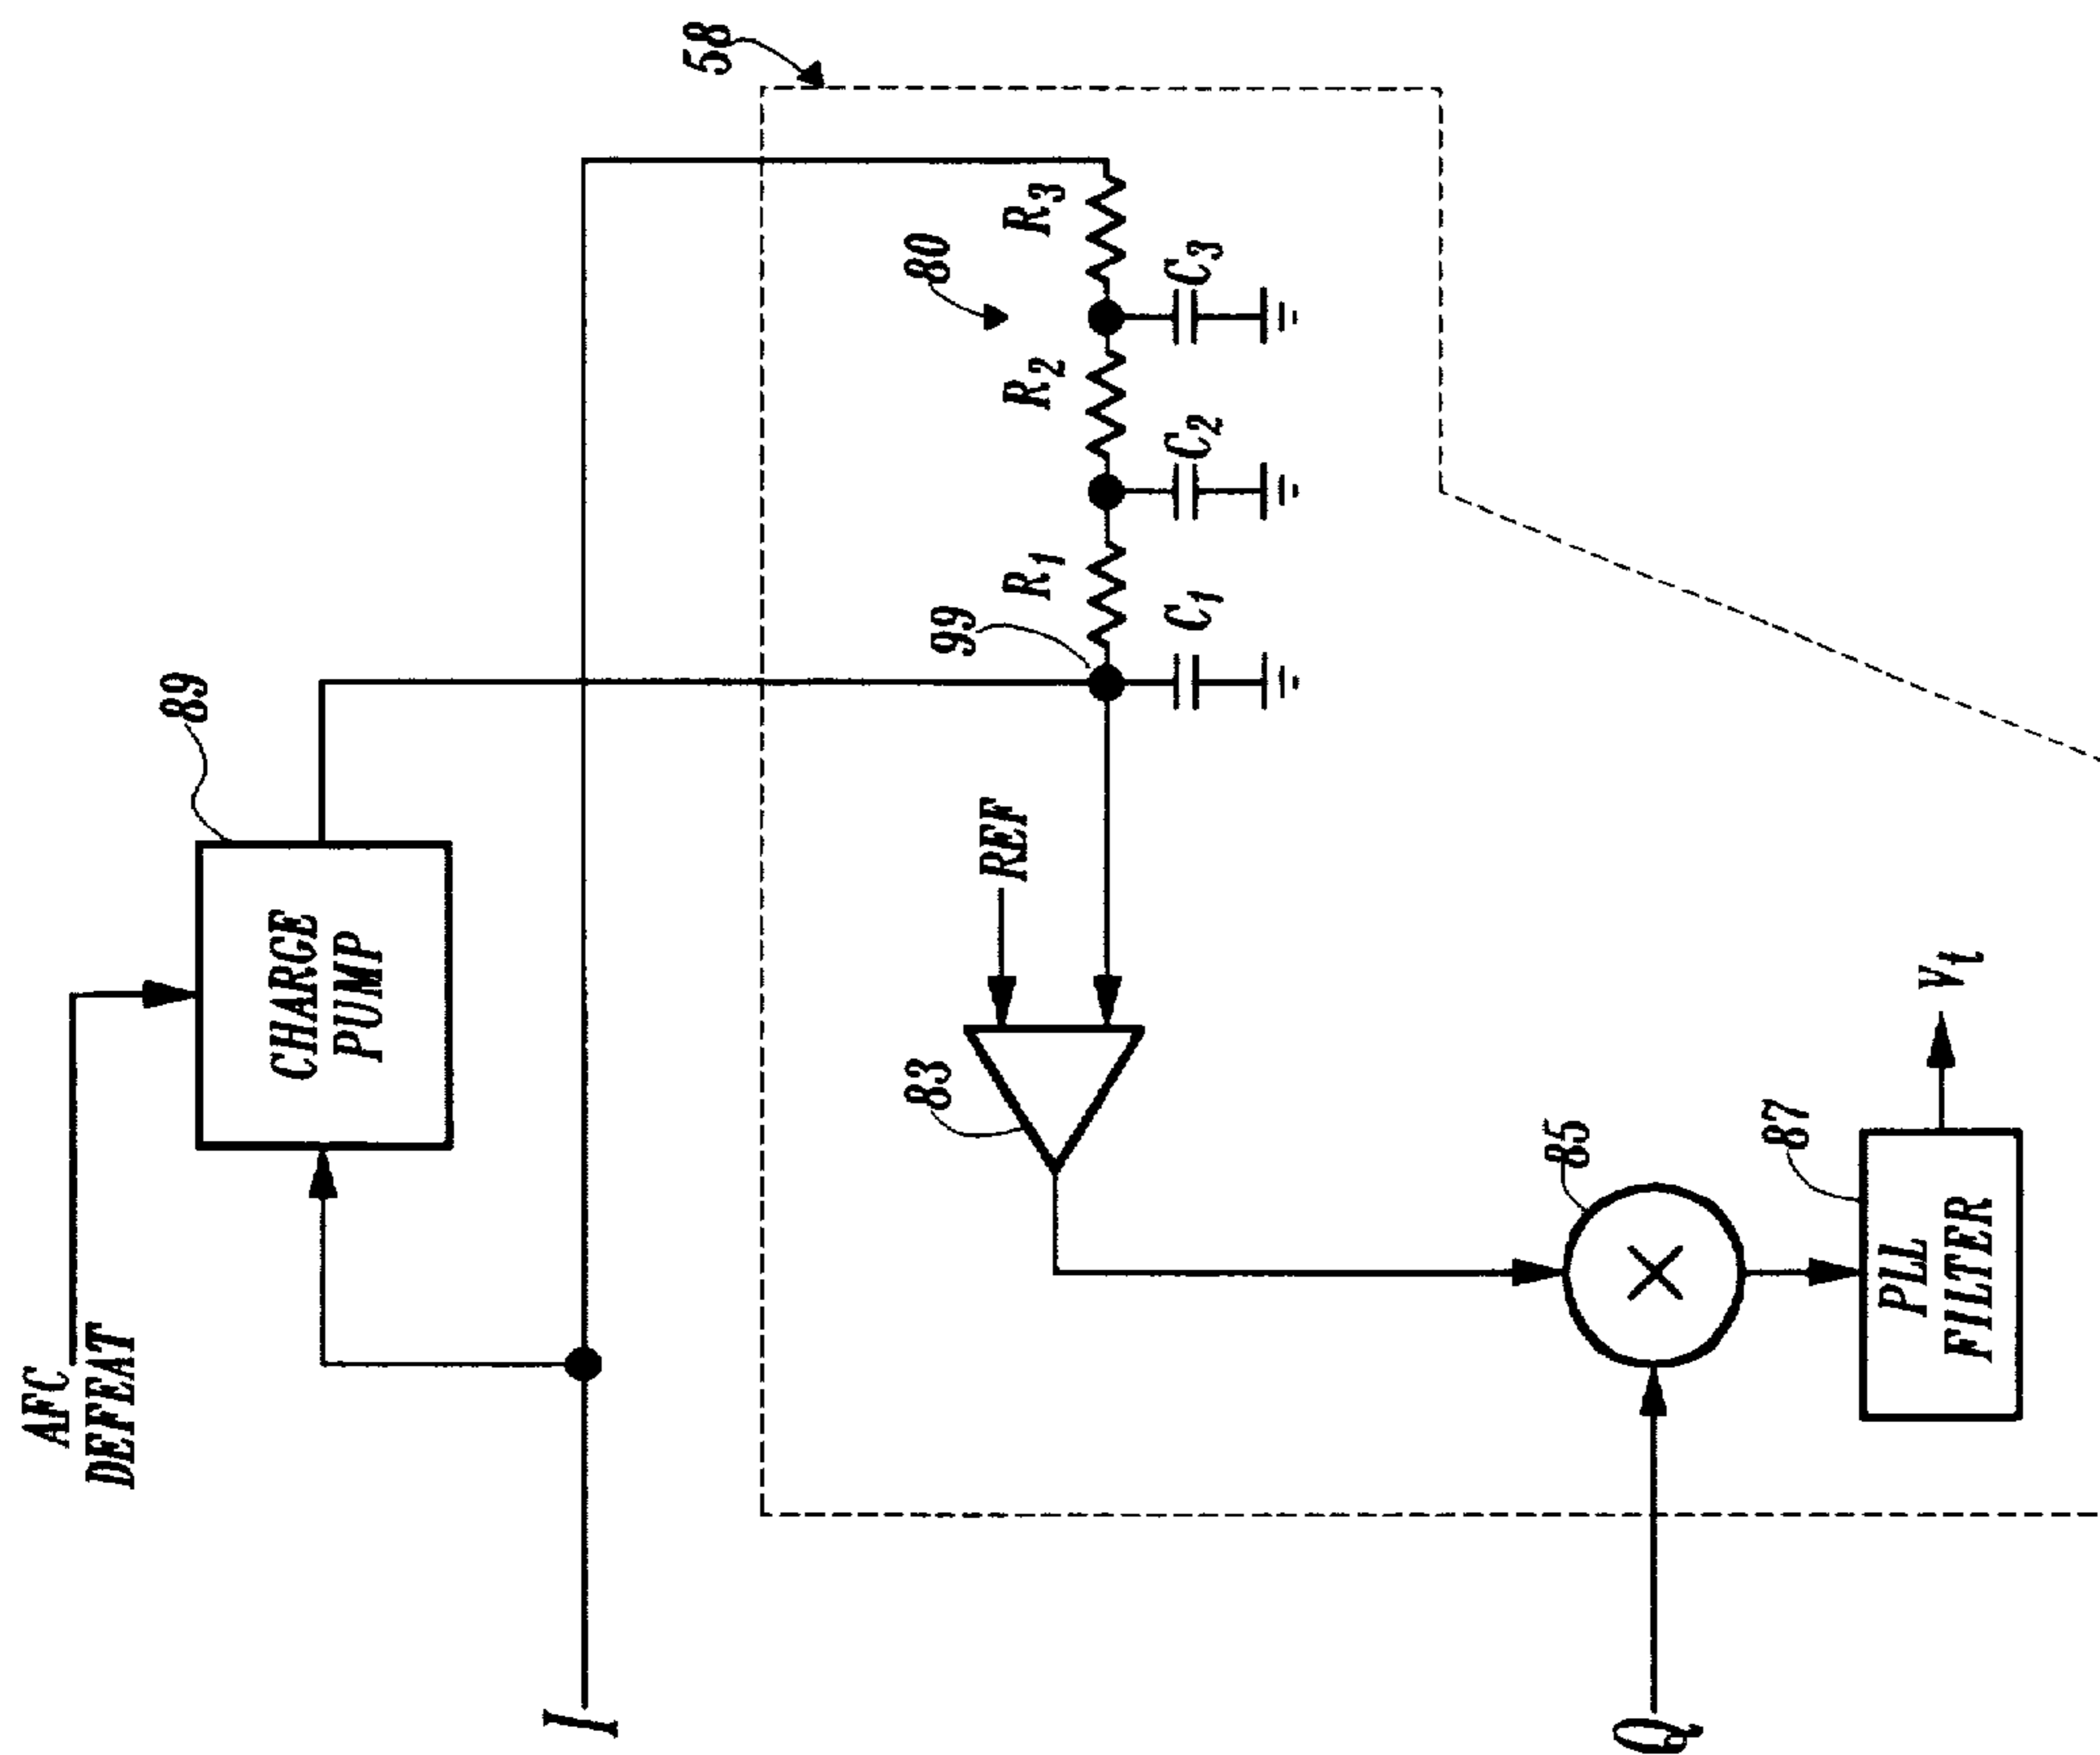 AFC
DEFEAT
89
CHARCE
PUMP
I
58
99
80
R1
R2
R3
C1
C2
C3
83
REF
85
Q
87
PLL
FILTER
Vt